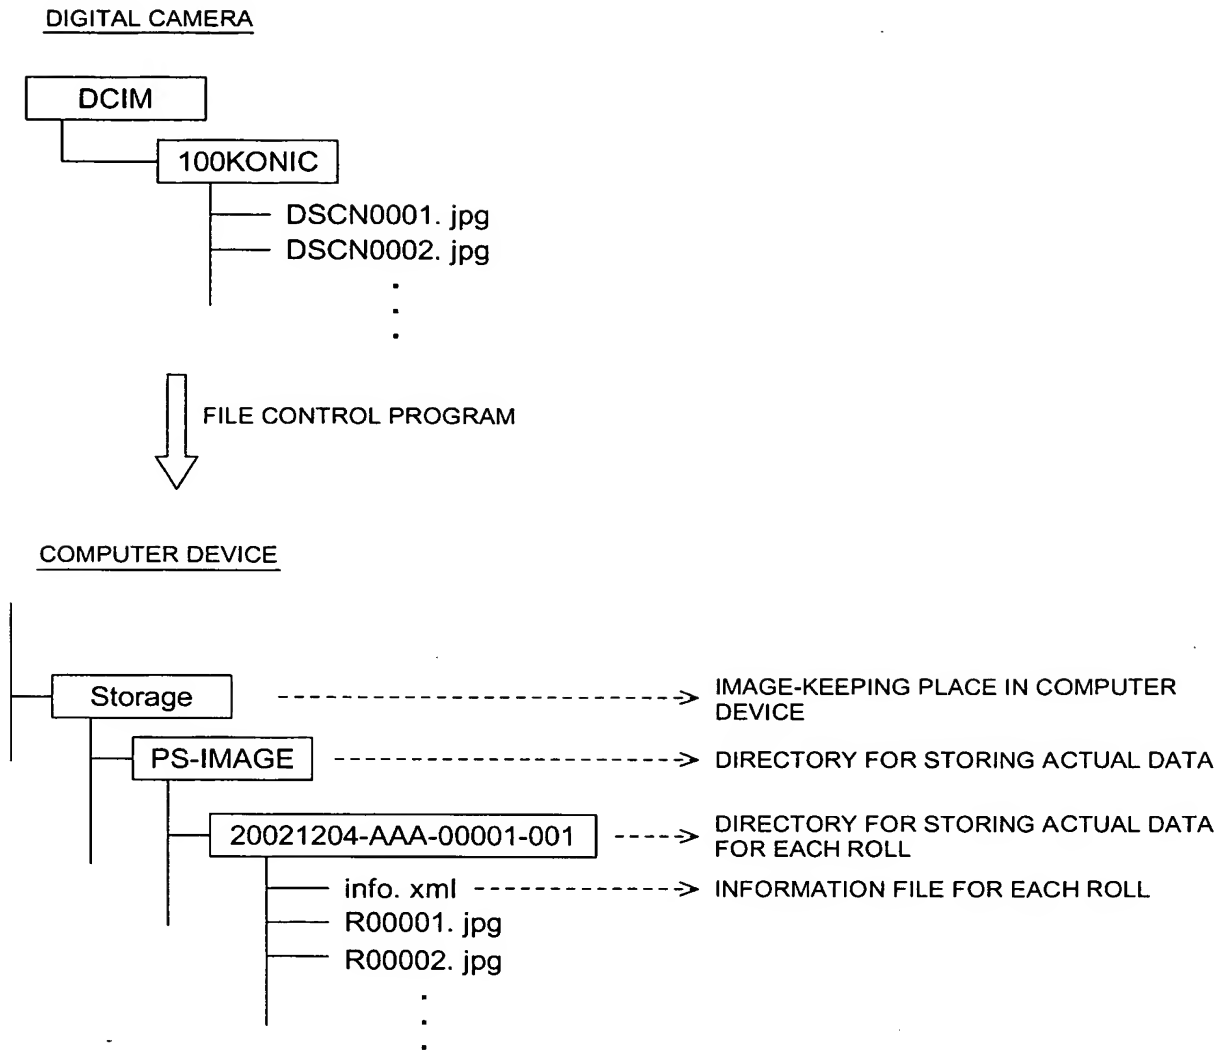 DIGITAL CAMERA
DCIM
100KONIC
DSCN0001. jpg
DSCN0002. jpg
FILE CONTROL PROGRAM
COMPUTER DEVICE
Storage
IMAGE-KEEPING PLACE IN COMPUTER
DEVICE
PS-IMAGE
DIRECTORY FOR STORING ACTUAL DATA
20021204-AAA-00001-001
DIRECTORY FOR STORING ACTUAL DATA
FOR EACH ROLL
info. xml
INFORMATION FILE FOR EACH ROLL
R00001. jpg
R00002. jpg